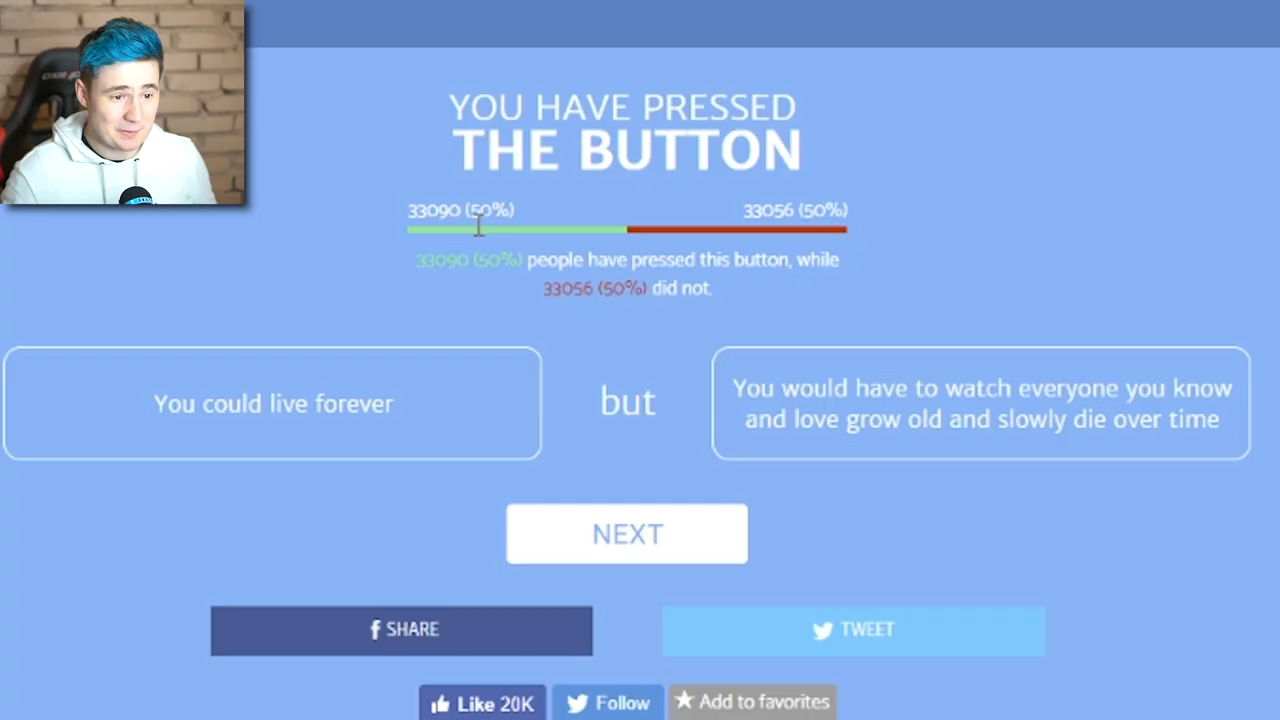 YOU HAVE PRESSED
THE BUTTON
33090 (50%)
33056 (50%)
33090 (50%) people have pressed this button, while
33056 (50%) did not.
You could live forever
but
You would have to watch everyone you know
and love grow old and slowly die over time
NEXT
SHARE
TWEET
Like 20K
Follow
Add to favorites